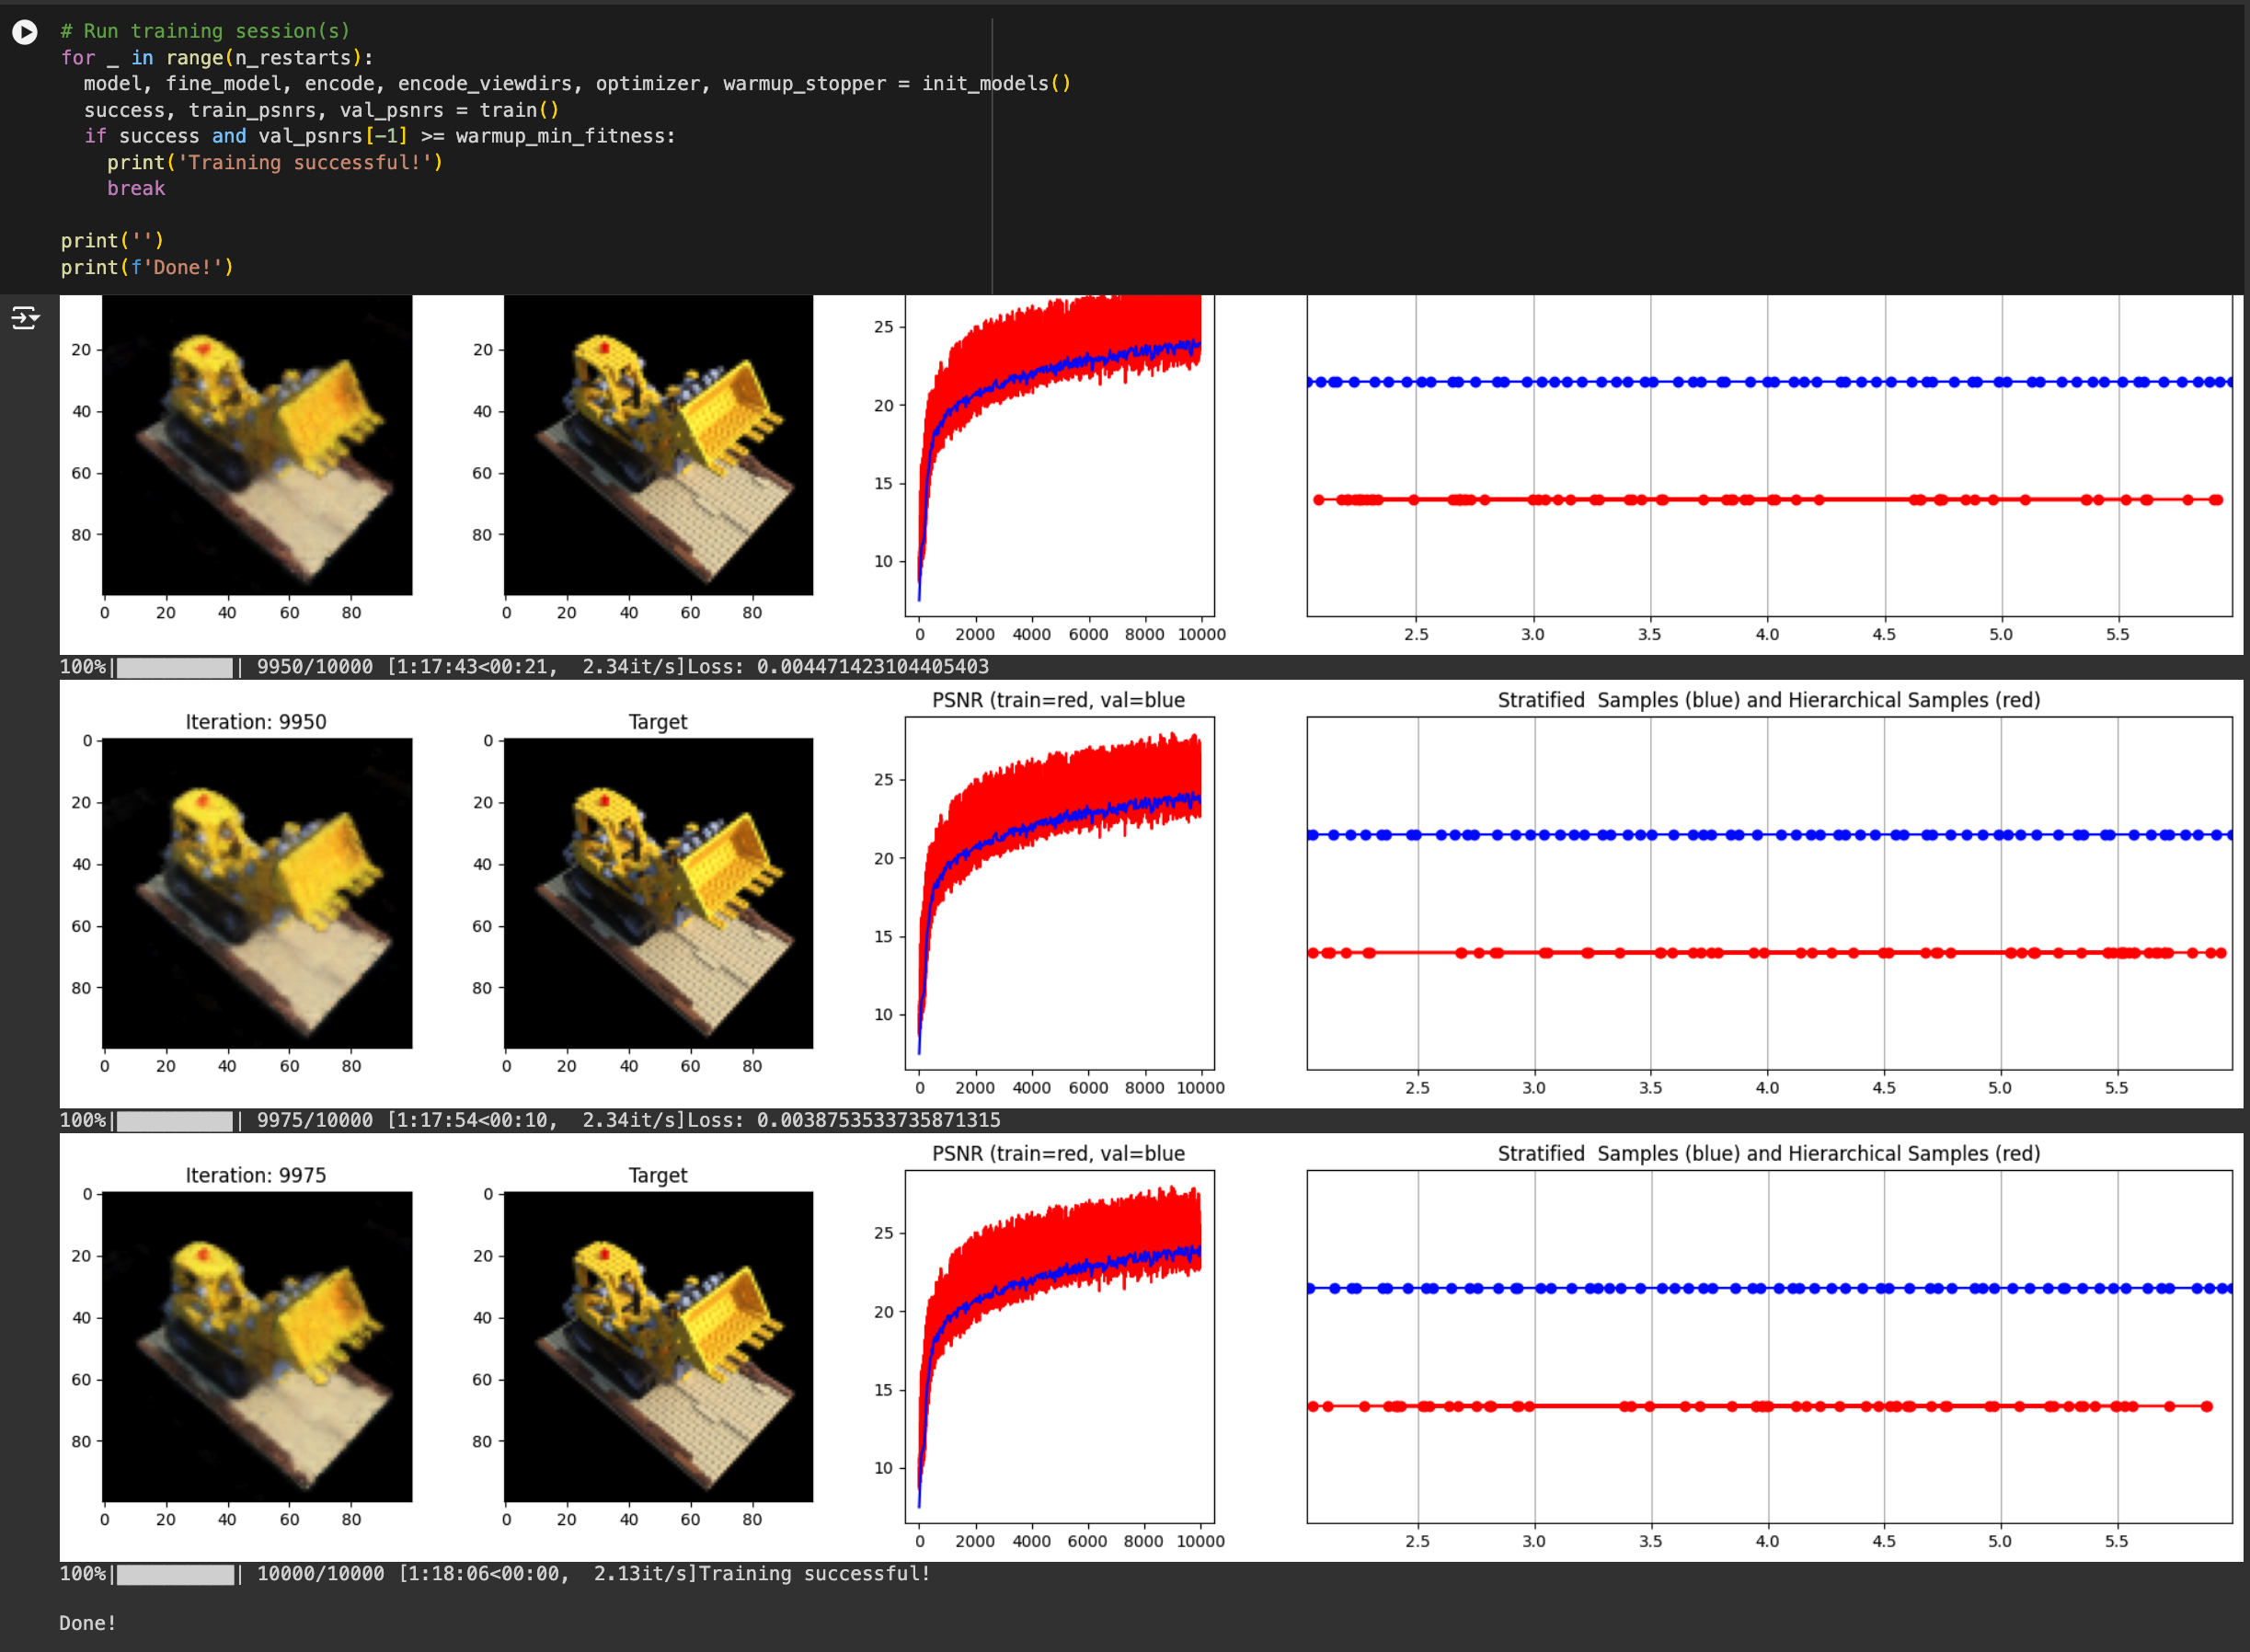 # Run training session(s)
for _ in range(n_restarts):
  model, fine_model, encode, encode_viewdirs, optimizer, warmup_stopper = init_models()
  success, train_psnrs, val_psnrs = train()
  if success and val_psnrs[-1] >= warmup_min_fitness:
    print('Training successful!')
    break

print('')
print(f'Done!')
20
40
60
80
0 20 40 60 80
20
40
60
80
0 20 40 60 80
25
20
15
10
0 2000 4000 6000 8000 10000
2.5 3.0 3.5 4.0 4.5 5.0 5.5
100%|          | 9950/10000 [1:17:43<00:21,  2.34it/s]Loss: 0.004471423104405403
Iteration: 9950
0
20
40
60
80
0 20 40 60 80
Target
0
20
40
60
80
0 20 40 60 80
PSNR (train=red, val=blue
25
20
15
10
0 2000 4000 6000 8000 10000
Stratified  Samples (blue) and Hierarchical Samples (red)
2.5 3.0 3.5 4.0 4.5 5.0 5.5
100%|          | 9975/10000 [1:17:54<00:10,  2.34it/s]Loss: 0.0038753533735871315
Iteration: 9975
0
20
40
60
80
0 20 40 60 80
Target
0
20
40
60
80
0 20 40 60 80
PSNR (train=red, val=blue
25
20
15
10
0 2000 4000 6000 8000 10000
Stratified  Samples (blue) and Hierarchical Samples (red)
2.5 3.0 3.5 4.0 4.5 5.0 5.5
100%|          | 10000/10000 [1:18:06<00:00,  2.13it/s]Training successful!

Done!